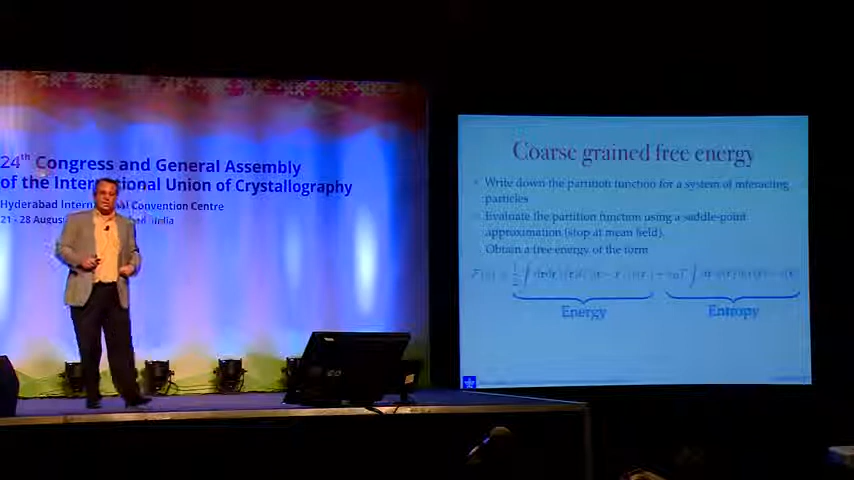 24th Congress and General Assembly
of the International Union of Crystallography
Hyderabad International Convention Centre
21 - 28 August India
Coarse grained free energy
Write down the partition function for a system of interacting
particles
Evaluate the partition function using a saddle-point
approximation (stop at mean field).
Obtain a free energy of the form
Energy
Entropy